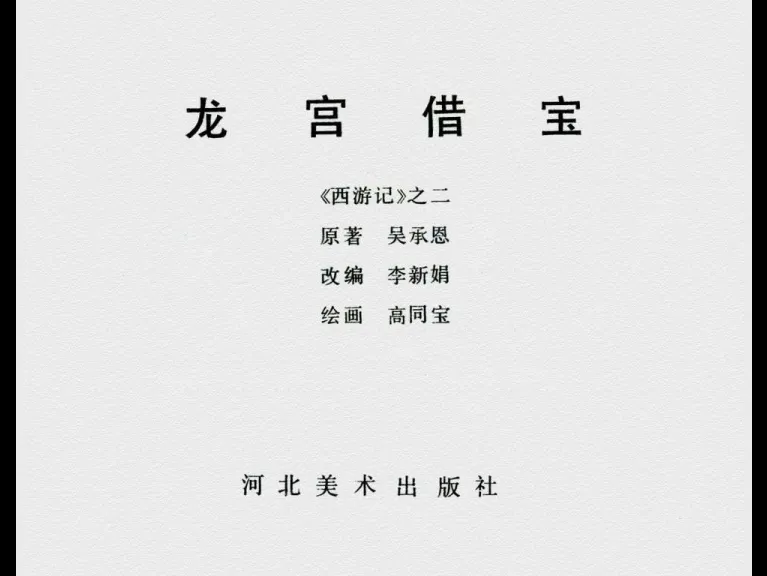 龙宫借宝
《西游记》之二
原著 吴承恩
改编 李新娟
绘画 高同宝
河北美术出版社